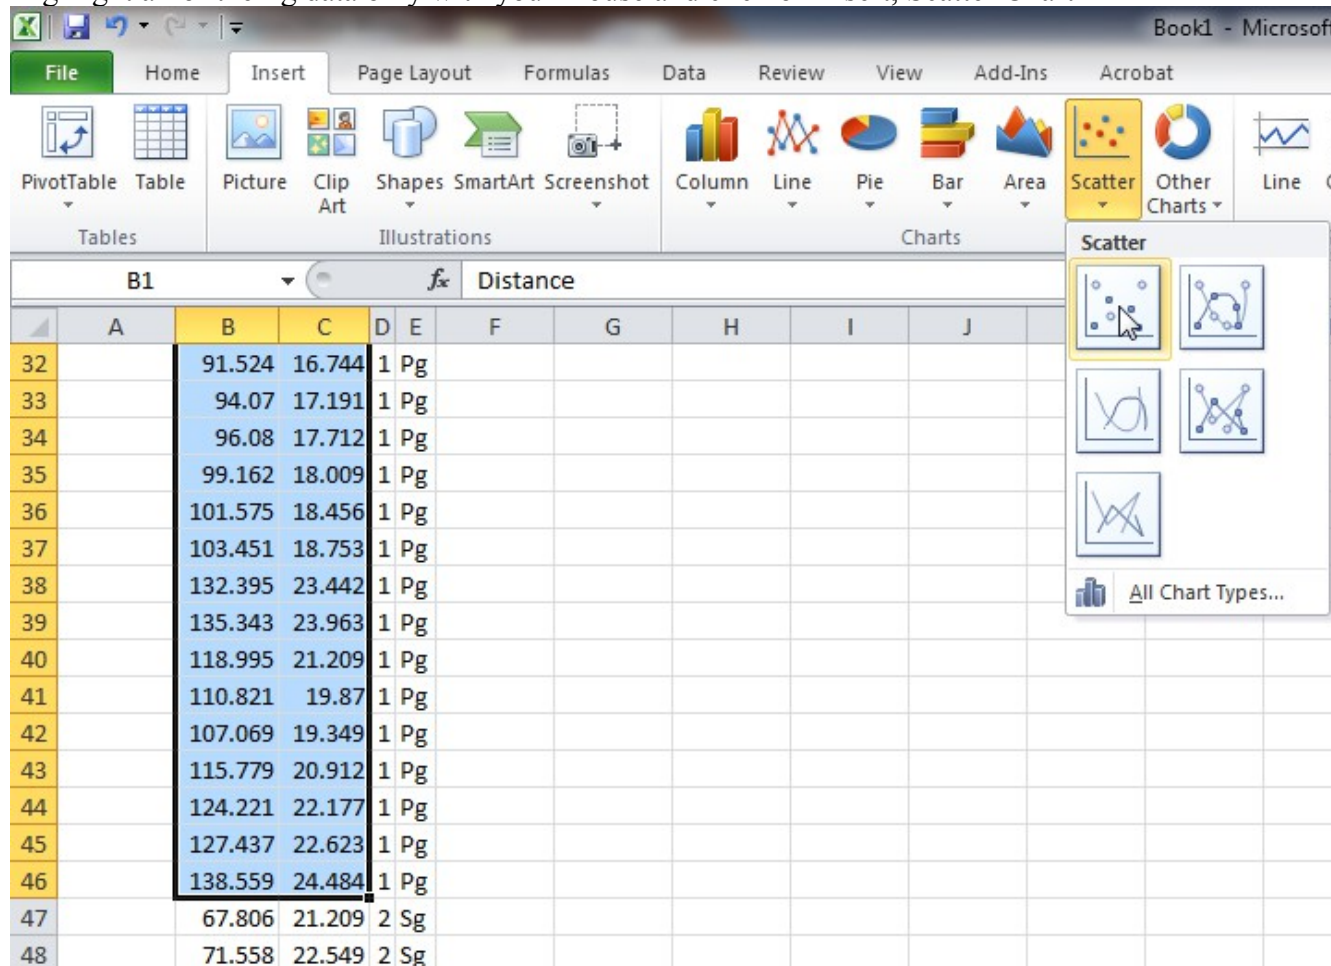 Book1 - Microsoft
File Home Insert Page Layout Formulas Data Review View Add-Ins Acrobat
PivotTable Table Picture Clip Art Shapes SmartArt Screenshot Column Line Pie Bar Area Scatter Other Charts Line
Tables Illustrations Charts
Scatter
B1 fx Distance
A B C D E F G H I J
32 91.524 16.744 1 Pg
33 94.07 17.191 1 Pg
34 96.08 17.712 1 Pg
35 99.162 18.009 1 Pg
36 101.575 18.456 1 Pg
37 103.451 18.753 1 Pg
38 132.395 23.442 1 Pg
All Chart Types...
39 135.343 23.963 1 Pg
40 118.995 21.209 1 Pg
41 110.821 19.87 1 Pg
42 107.069 19.349 1 Pg
43 115.779 20.912 1 Pg
44 124.221 22.177 1 Pg
45 127.437 22.623 1 Pg
46 138.559 24.484 1 Pg
47 67.806 21.209 2 Sg
48 71.558 22.549 2 Sg